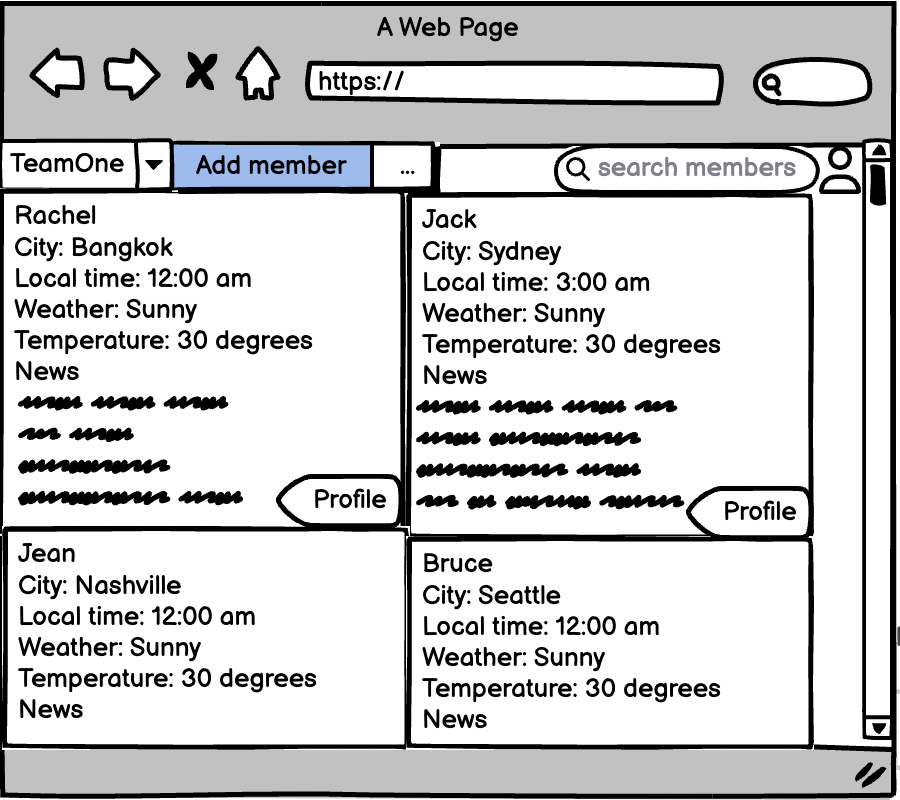 A Web Page
https://
TeamOne
Add member
...
search members
Rachel
City: Bangkok
Local time: 12:00 am
Weather: Sunny
Temperature: 30 degrees
News
Profile
Jack
City: Sydney
Local time: 3:00 am
Weather: Sunny
Temperature: 30 degrees
News
Profile
Jean
City: Nashville
Local time: 12:00 am
Weather: Sunny
Temperature: 30 degrees
News
Bruce
City: Seattle
Local time: 12:00 am
Weather: Sunny
Temperature: 30 degrees
News